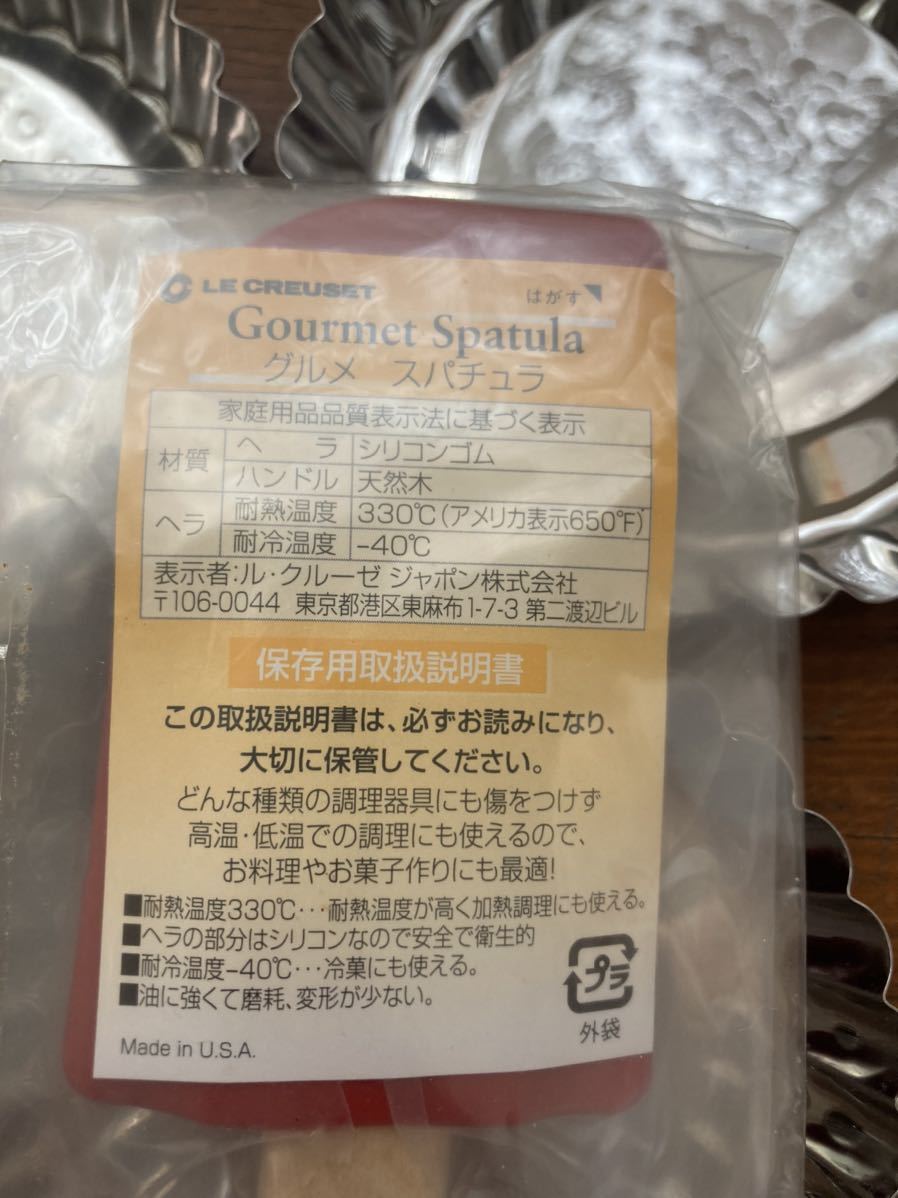 LE CREUSET
はがす
Gourmet Spatula
グルメ スパチュラ
家庭用品品質表示法に基づく表示
材質 ヘラ シリコンゴム
ハンドル 天然木
ヘラ 耐熱温度 330℃(アメリカ表示650°F)
耐冷温度 -40℃
表示者:ル・クルーゼ ジャポン株式会社
〒106-0044 東京都港区東麻布1-7-3 第二渡辺ビル
保存用取扱説明書
この取扱説明書は、必ずお読みになり、
大切に保管してください。
どんな種類の調理器具にも傷をつけず
高温・低温での調理にも使えるので、
お料理やお菓子作りにも最適!
■耐熱温度330℃・・・耐熱温度が高く加熱調理にも使える。
■ヘラの部分はシリコンなので安全で衛生的
■耐冷温度-40℃・・・冷菓にも使える。
■油に強くて磨耗、変形が少ない。
プラ
外袋
Made in U.S.A.